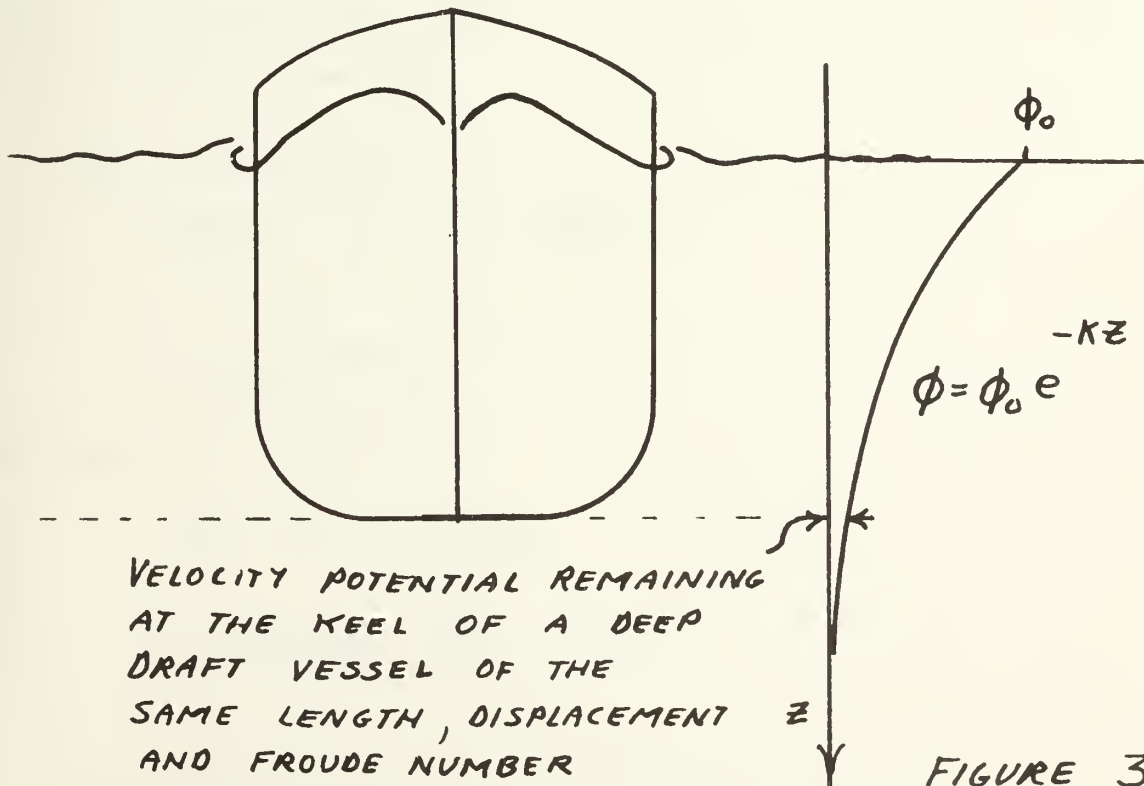 ϕ₀
ϕ = ϕ₀ e^-KZ
VELOCITY POTENTIAL REMAINING
AT THE KEEL OF A DEEP
DRAFT VESSEL OF THE
SAME LENGTH, DISPLACEMENT
AND FROUDE NUMBER
Z
FIGURE 3